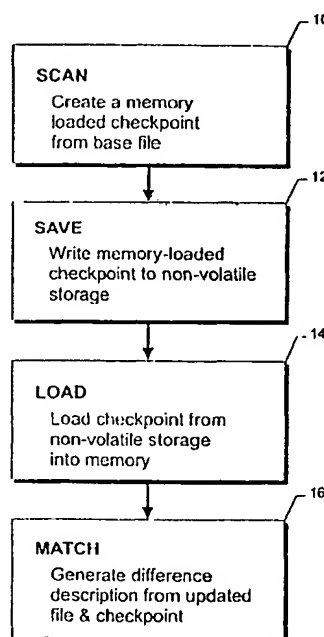 10
SCAN
Create a memory
loaded checkpoint
from base file
12
SAVE
Write memory-loaded
checkpoint to non-volatile
storage
14
LOAD
Load checkpoint from
non-volatile storage
into memory
16
MATCH
Generate difference
description from updated
file & checkpoint